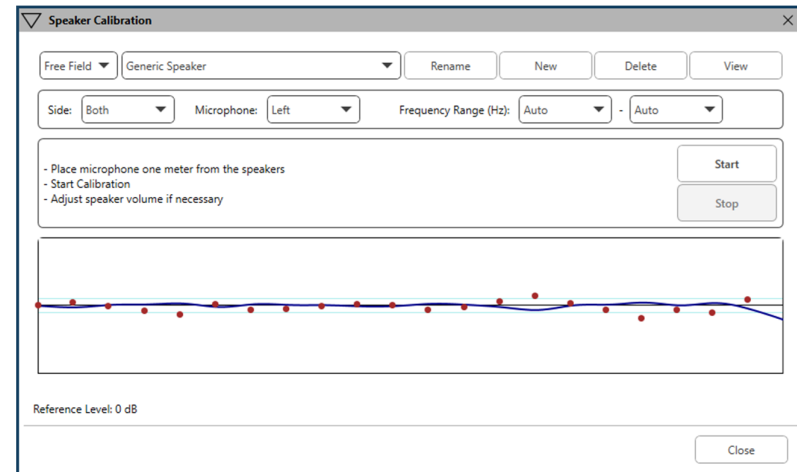 Speaker Calibration
Free Field Generic Speaker Rename New Delete View
Side: Both Microphone: Left Frequency Range (Hz): Auto - Auto
- Place microphone one meter from the speakers
- Start Calibration
- Adjust speaker volume if necessary
Start
Stop
Reference Level: 0 dB
Close